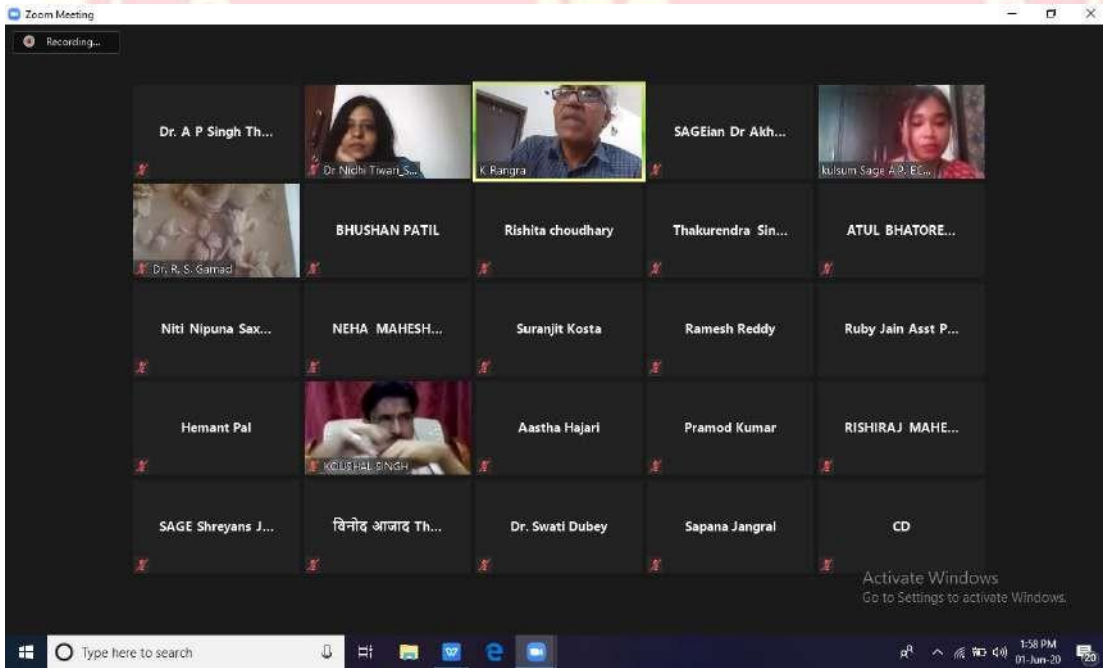 Zoom Meeting
Recording...
Dr. A P Singh Th...
Dr Nidhi Tiwari_S...
K Rangra
SAGEian Dr Akh...
kulsum Sage A.P. EC...
Dr. R. S. Gamad
BHUSHAN PATIL
Rishita choudhary
Thakurendra Sin...
ATUL BHATORE...
Niti Nipuna Sax...
NEHA MAHESH...
Suranjit Kosta
Ramesh Reddy
Ruby Jain Asst P...
Hemant Pal
KOUSHAL SINGH
Aastha Hajari
Pramod Kumar
RISHIRAJ MAHE...
SAGE Shreyans J...
विनोद आजाद Th...
Dr. Swati Dubey
Sapana Jangral
CD
Activate Windows
Go to Settings to activate Windows.
Type here to search
1:58 PM
01-Jun-20
20